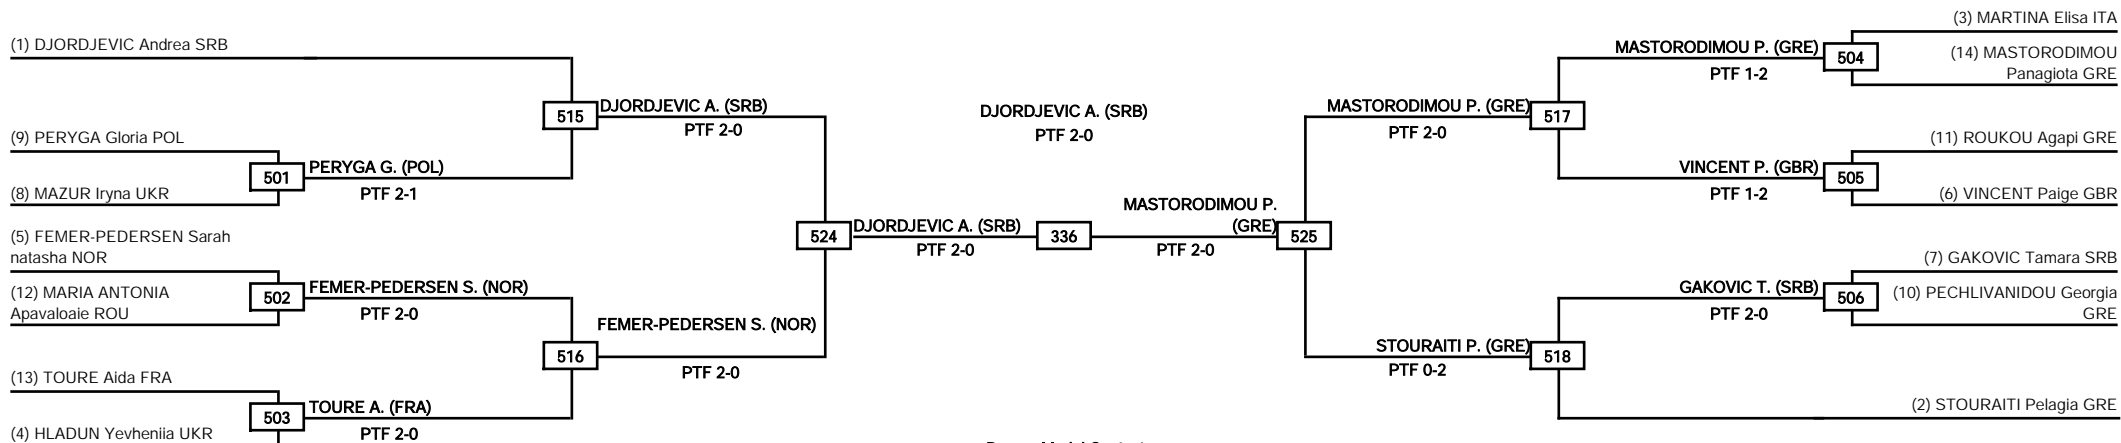 (1) DJORDJEVIC Andrea SRB
(9) PERYGA Gloria POL
(8) MAZUR Iryna UKR
(5) FEMER-PEDERSEN Sarah
natasha NOR
(12) MARIA ANTONIA
Apavaloaie ROU
(13) TOURE Aida FRA
(4) HLADUN Yevheniia UKR
501
PERYGA G. (POL)
PTF 2-1
502
FEMER-PEDERSEN S. (NOR)
PTF 2-0
503
TOURE A. (FRA)
PTF 2-0
515
DJORDJEVIC A. (SRB)
PTF 2-0
516
FEMER-PEDERSEN S. (NOR)
PTF 2-0
524
DJORDJEVIC A. (SRB)
PTF 2-0
DJORDJEVIC A. (SRB)
PTF 2-0
336
MASTORODIMOU P.
(GRE)
PTF 2-0
525
MASTORODIMOU P. (GRE)
PTF 2-0
517
STOURAITI P. (GRE)
PTF 0-2
518
MASTORODIMOU P. (GRE)
PTF 1-2
504
VINCENT P. (GBR)
PTF 1-2
505
GAKOVIC T. (SRB)
PTF 2-0
506
(3) MARTINA Elisa ITA
(14) MASTORODIMOU
Panagiota GRE
(11) ROUKOU Agapi GRE
(6) VINCENT Paige GBR
(7) GAKOVIC Tamara SRB
(10) PECHLIVANIDOU Georgia
GRE
(2) STOURAITI Pelagia GRE